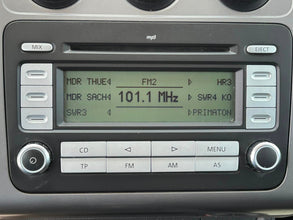 mp3
MIX
EJECT
MDR THUE FM2 HR3
MDR SACH 101.1 MHz SWR4 KO
SWR3 PRIMATON
CD MENU
TP FM AM AS